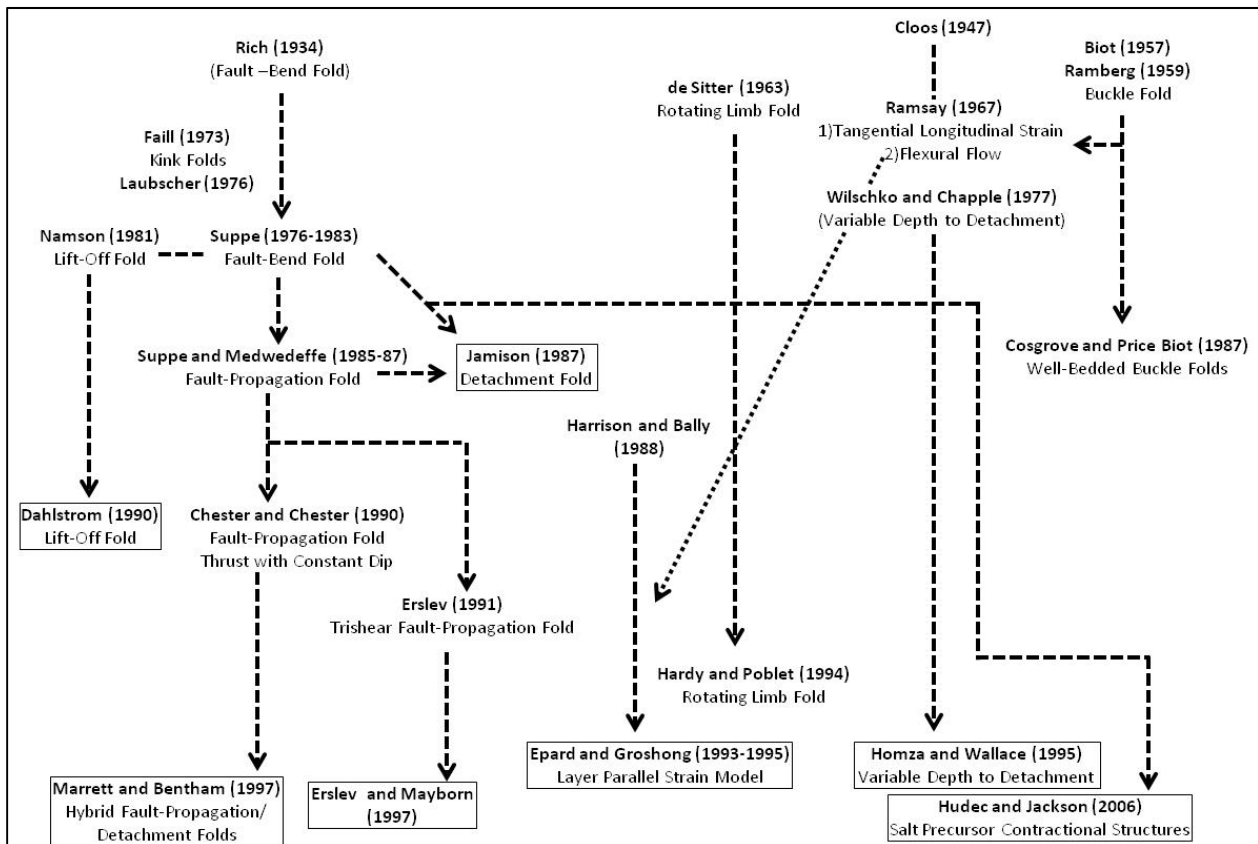 Cloos (1947)
Rich (1934)
(Fault –Bend Fold)
Biot (1957)
Ramberg (1959)
Buckle Fold
de Sitter (1963)
Rotating Limb Fold
Ramsay (1967)
1)Tangential Longitudinal Strain
2)Flexural Flow
Faill (1973)
Kink Folds
Laubscher (1976)
Wilschko and Chapple (1977)
(Variable Depth to Detachment)
Namson (1981)
Lift-Off Fold
Suppe (1976-1983)
Fault-Bend Fold
Suppe and Medwedeffe (1985-87)
Fault-Propagation Fold
Jamison (1987)
Detachment Fold
Cosgrove and Price Biot (1987)
Well-Bedded Buckle Folds
Harrison and Bally
(1988)
Dahlstrom (1990)
Lift-Off Fold
Chester and Chester (1990)
Fault-Propagation Fold
Thrust with Constant Dip
Erslev (1991)
Trishear Fault-Propagation Fold
Hardy and Poblet (1994)
Rotating Limb Fold
Epard and Groshong (1993-1995)
Layer Parallel Strain Model
Homza and Wallace (1995)
Variable Depth to Detachment
Marrett and Bentham (1997)
Hybrid Fault-Propagation/
Detachment Folds
Erslev and Mayborn
(1997)
Hudec and Jackson (2006)
Salt Precursor Contractional Structures